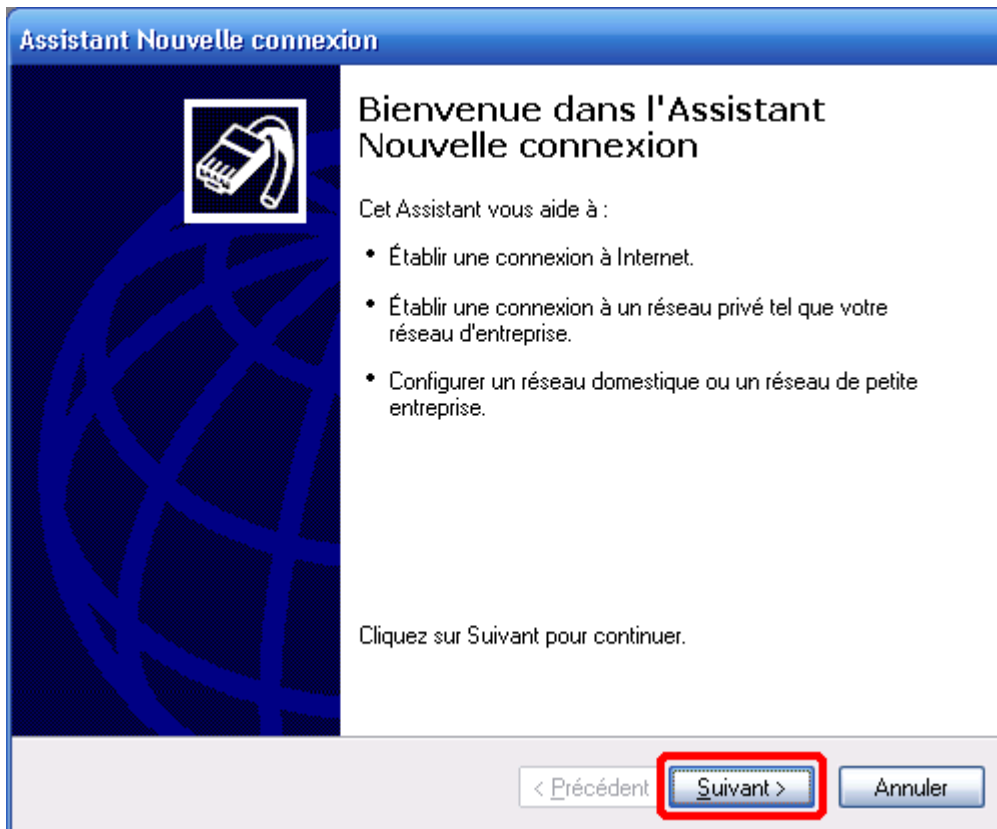 Assistant Nouvelle connexion
Bienvenue dans l'Assistant
Nouvelle connexion
Cet Assistant vous aide à :
• Établir une connexion à Internet.
• Établir une connexion à un réseau privé tel que votre
réseau d'entreprise.
• Configurer un réseau domestique ou un réseau de petite
entreprise.
Cliquez sur Suivant pour continuer.
< Précédent Suivant > Annuler